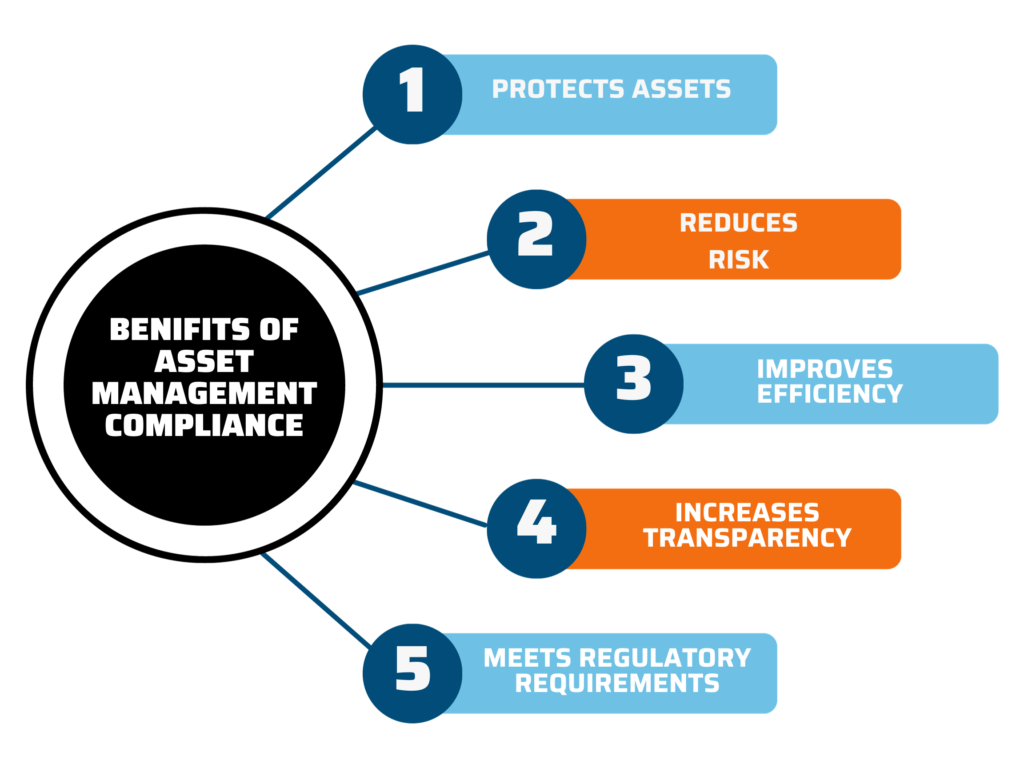 BENIFITS OF
ASSET
MANAGEMENT
COMPLIANCE
1
PROTECTS ASSETS
2
REDUCES
RISK
3
IMPROVES
EFFICIENCY
4
INCREASES
TRANSPARENCY
5
MEETS REGULATORY
REQUIREMENTS